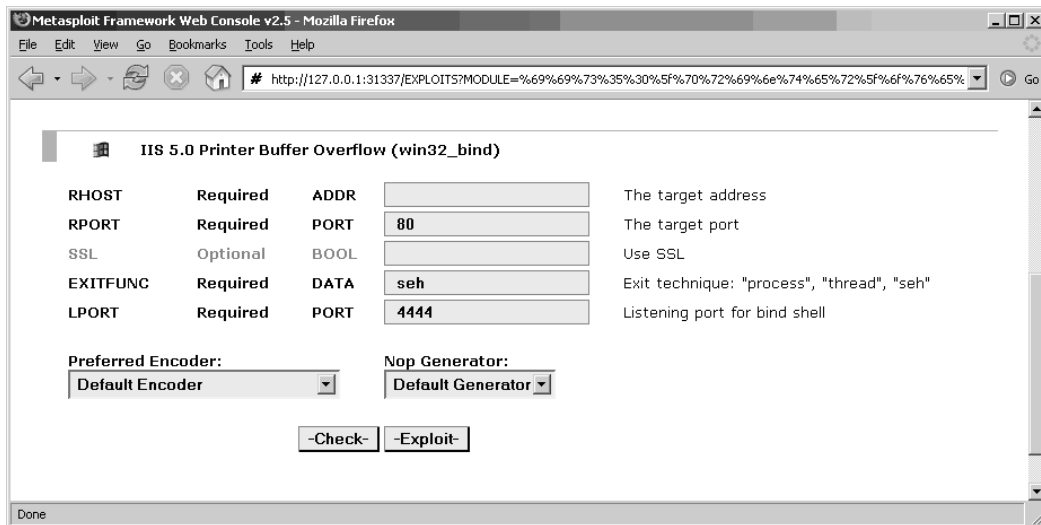 Metasploit Framework Web Console v2.5 - Mozilla Firefox
File Edit View Go Bookmarks Tools Help
http://127.0.0.1:31337/EXPLOITS?MODULE=%69%69%73%35%30%5f%70%72%69%6e%74%65%72%5f%6f%76%65% Go
IIS 5.0 Printer Buffer Overflow (win32_bind)
RHOST Required ADDR The target address
RPORT Required PORT 80 The target port
SSL Optional BOOL Use SSL
EXITFUNC Required DATA seh Exit technique: "process", "thread", "seh"
LPORT Required PORT 4444 Listening port for bind shell
Preferred Encoder: Nop Generator:
Default Encoder Default Generator
-Check- -Exploit-
Done